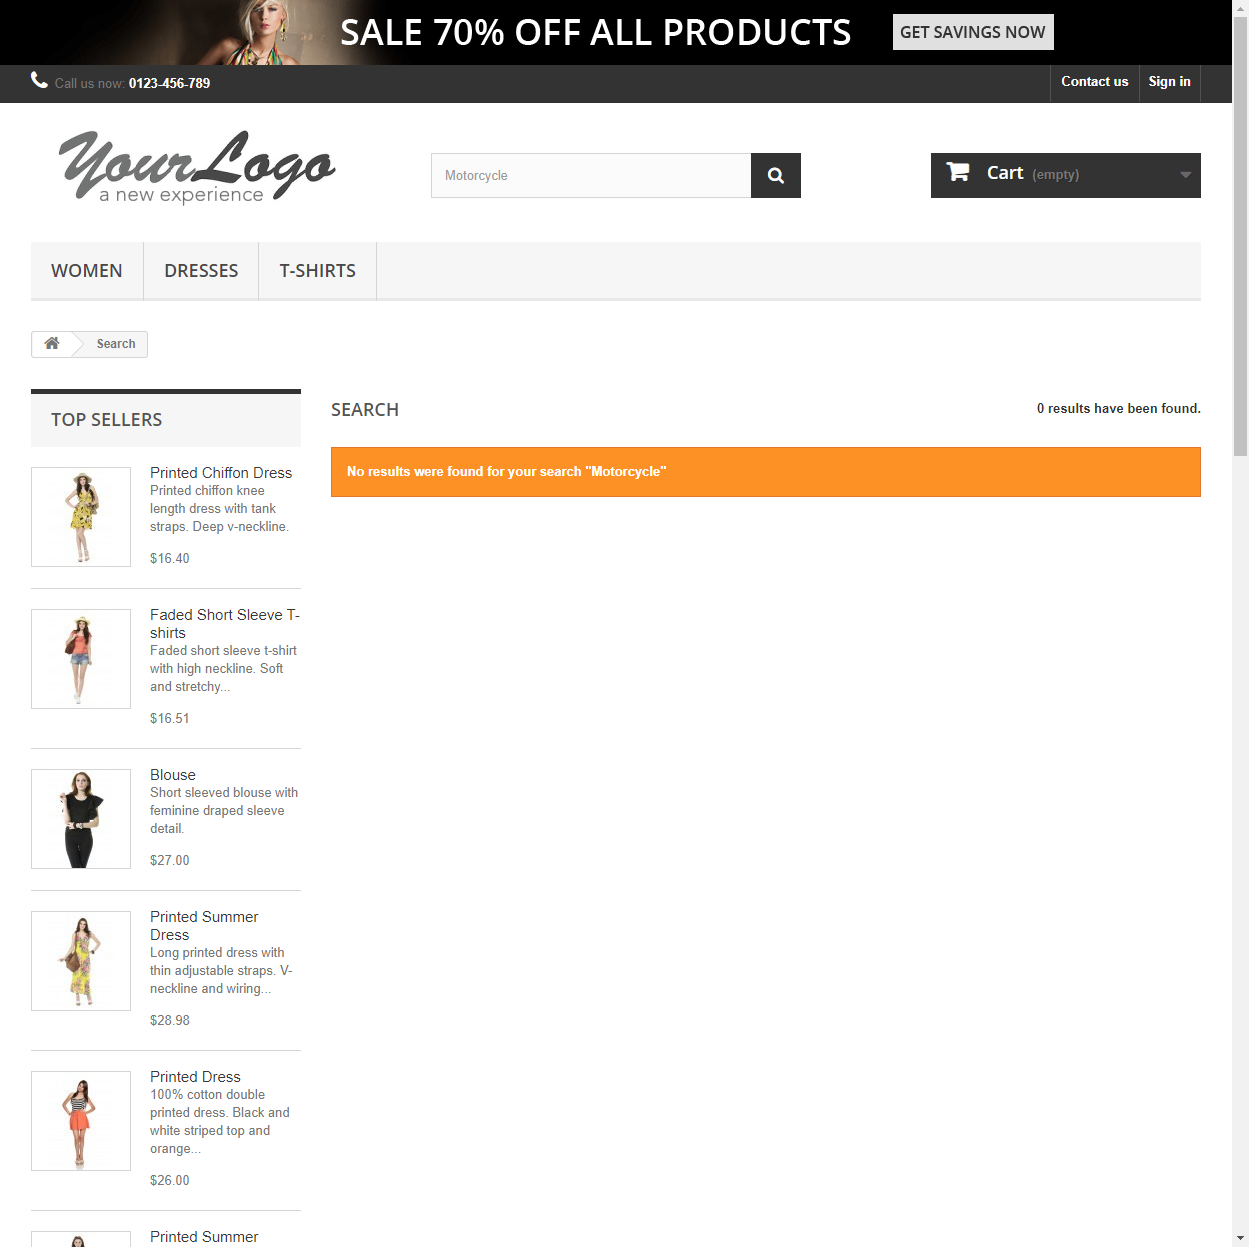 SALE 70% OFF ALL PRODUCTS
GET SAVINGS NOW
Call us now: 0123-456-789
Contact us
Sign in
YourLogo
a new experience
Motorcycle
Cart (empty)
WOMEN
DRESSES
T-SHIRTS
Search
TOP SELLERS
Printed Chiffon Dress
Printed chiffon knee
length dress with tank
straps. Deep v-neckline.
$16.40
Faded Short Sleeve T-
shirts
Faded short sleeve t-shirt
with high neckline. Soft
and stretchy...
$16.51
Blouse
Short sleeved blouse with
feminine draped sleeve
detail.
$27.00
Printed Summer
Dress
Long printed dress with
thin adjustable straps. V-
neckline and wiring...
$28.98
Printed Dress
100% cotton double
printed dress. Black and
white striped top and
orange...
$26.00
Printed Summer
SEARCH
0 results have been found.
No results were found for your search "Motorcycle"